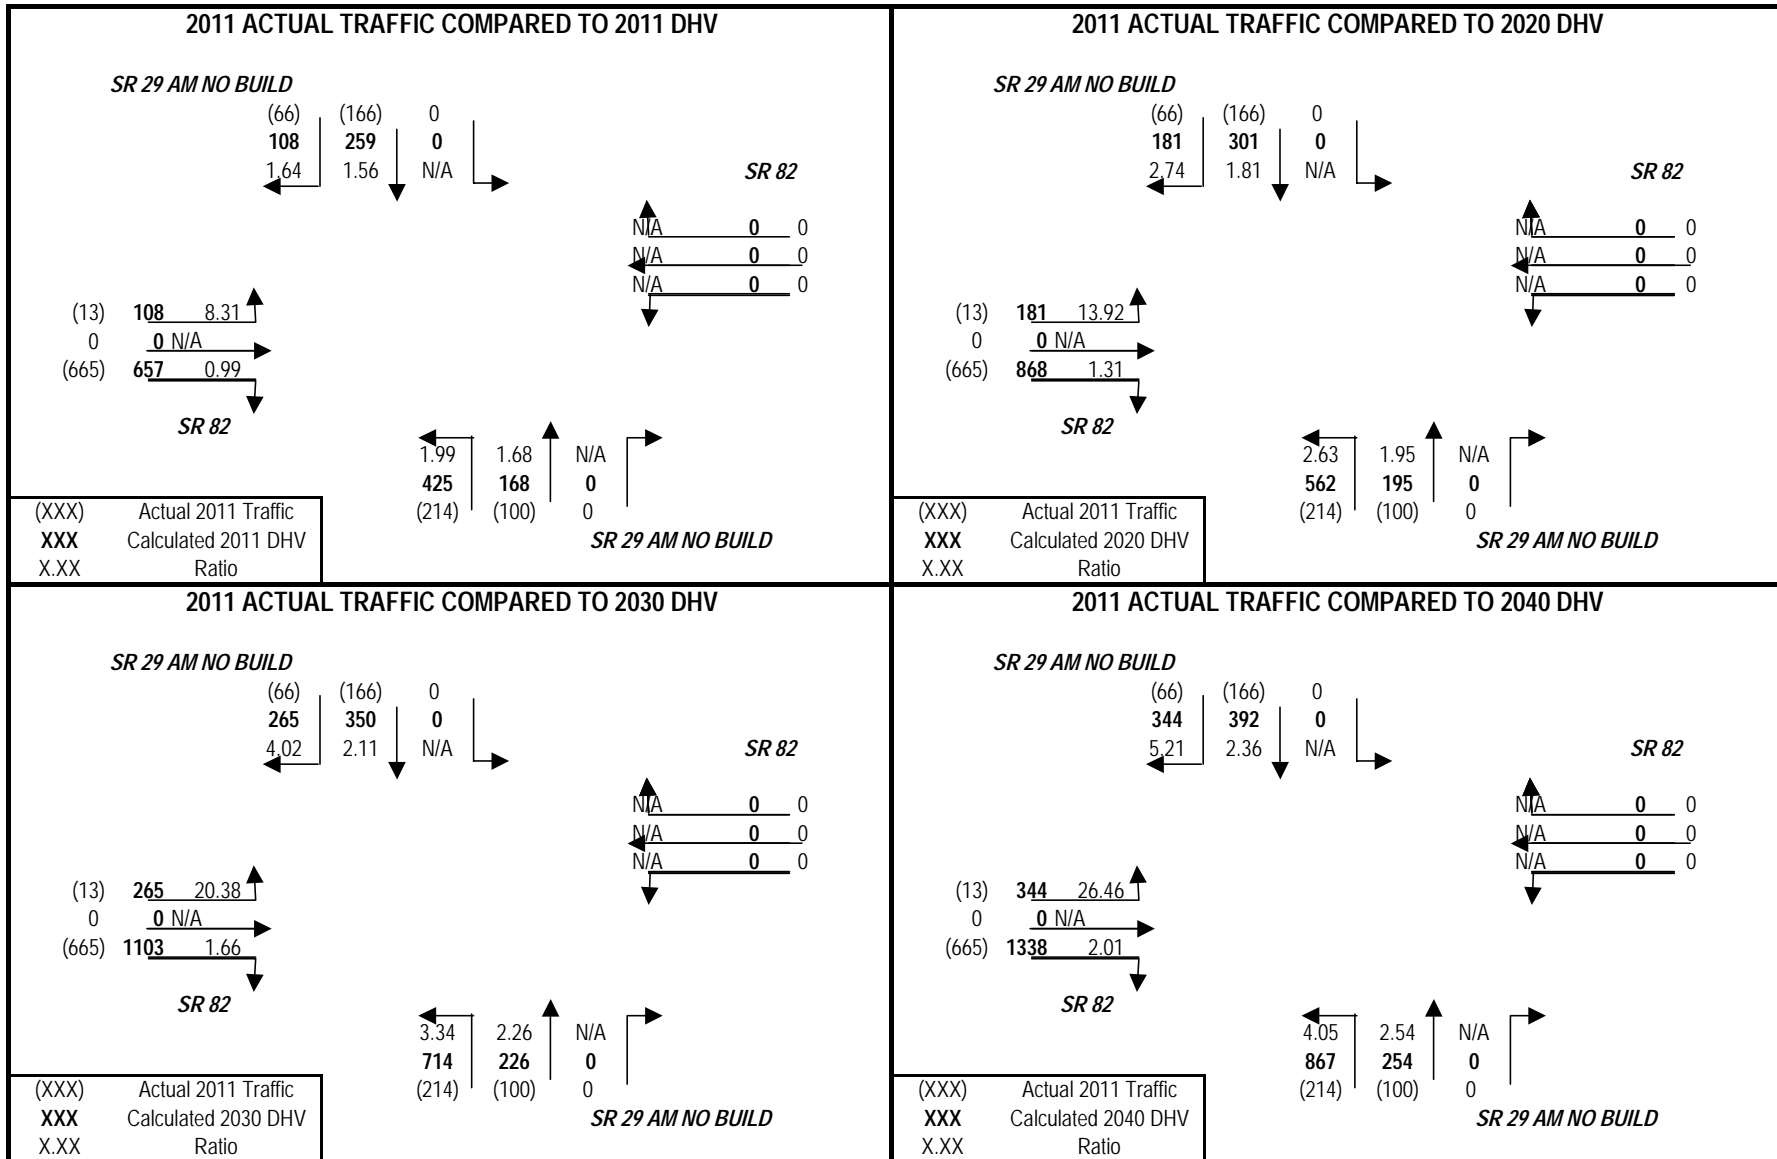 2011 ACTUAL TRAFFIC COMPARED TO 2011 DHV
SR 29 AM NO BUILD
(66) (166) 0
108 259 0
1.64 1.56 N/A
SR 82
N/A 0 0
N/A 0 0
N/A 0 0
(13) 108 8.31
0 0 N/A
(665) 657 0.99
SR 82
1.99 1.68 N/A
425 168 0
(214) (100) 0
SR 29 AM NO BUILD
(XXX) Actual 2011 Traffic
XXX Calculated 2011 DHV
X.XX Ratio
2011 ACTUAL TRAFFIC COMPARED TO 2020 DHV
SR 29 AM NO BUILD
(66) (166) 0
181 301 0
2.74 1.81 N/A
SR 82
N/A 0 0
N/A 0 0
N/A 0 0
(13) 181 13.92
0 0 N/A
(665) 868 1.31
SR 82
2.63 1.95 N/A
562 195 0
(214) (100) 0
SR 29 AM NO BUILD
(XXX) Actual 2011 Traffic
XXX Calculated 2020 DHV
X.XX Ratio
2011 ACTUAL TRAFFIC COMPARED TO 2030 DHV
SR 29 AM NO BUILD
(66) (166) 0
265 350 0
4.02 2.11 N/A
SR 82
N/A 0 0
N/A 0 0
N/A 0 0
(13) 265 20.38
0 0 N/A
(665) 1103 1.66
SR 82
3.34 2.26 N/A
714 226 0
(214) (100) 0
SR 29 AM NO BUILD
(XXX) Actual 2011 Traffic
XXX Calculated 2030 DHV
X.XX Ratio
2011 ACTUAL TRAFFIC COMPARED TO 2040 DHV
SR 29 AM NO BUILD
(66) (166) 0
344 392 0
5.21 2.36 N/A
SR 82
N/A 0 0
N/A 0 0
N/A 0 0
(13) 344 26.46
0 0 N/A
(665) 1338 2.01
SR 82
4.05 2.54 N/A
867 254 0
(214) (100) 0
SR 29 AM NO BUILD
(XXX) Actual 2011 Traffic
XXX Calculated 2040 DHV
X.XX Ratio